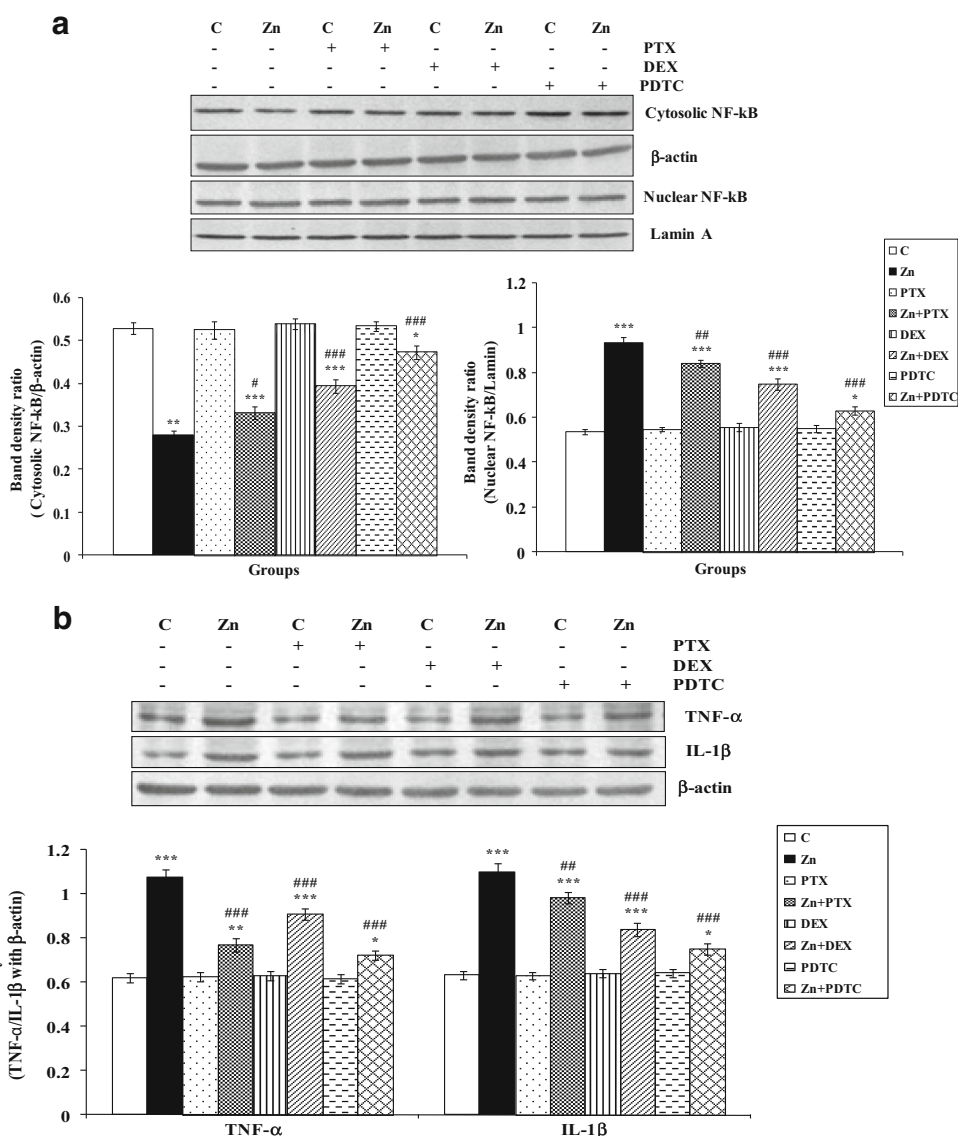 a
C Zn C Zn C Zn C Zn
- - + + - - - - PTX
- - - - + + - - DEX
- - - - - - + + PDTC
Cytosolic NF-kB
β-actin
Nuclear NF-kB
Lamin A
Band density ratio
( Cytosolic NF-kB/β-actin)
0.6
0.5
0.4
0.3
0.2
0.1
0
**
#
***
###
***
###
*
Groups
Band density ratio
(Nuclear NF-kB/Lamin)
1.2
1
0.8
0.6
0.4
0.2
0
***
##
***
###
***
###
*
Groups
C
Zn
PTX
Zn+PTX
DEX
Zn+DEX
PDTC
Zn+PDTC
b
C Zn C Zn C Zn C Zn
- - + + - - - - PTX
- - - - + + - - DEX
- - - - - - + + PDTC
TNF-α
IL-1β
β-actin
(TNF-α/IL-1β with β-actin)
1.2
1
0.8
0.6
0.4
0.2
0
***
###
**
###
***
###
*
***
##
***
###
***
###
*
TNF-α IL-1β
C
Zn
PTX
Zn+PTX
DEX
Zn+DEX
PDTC
Zn+PDTC